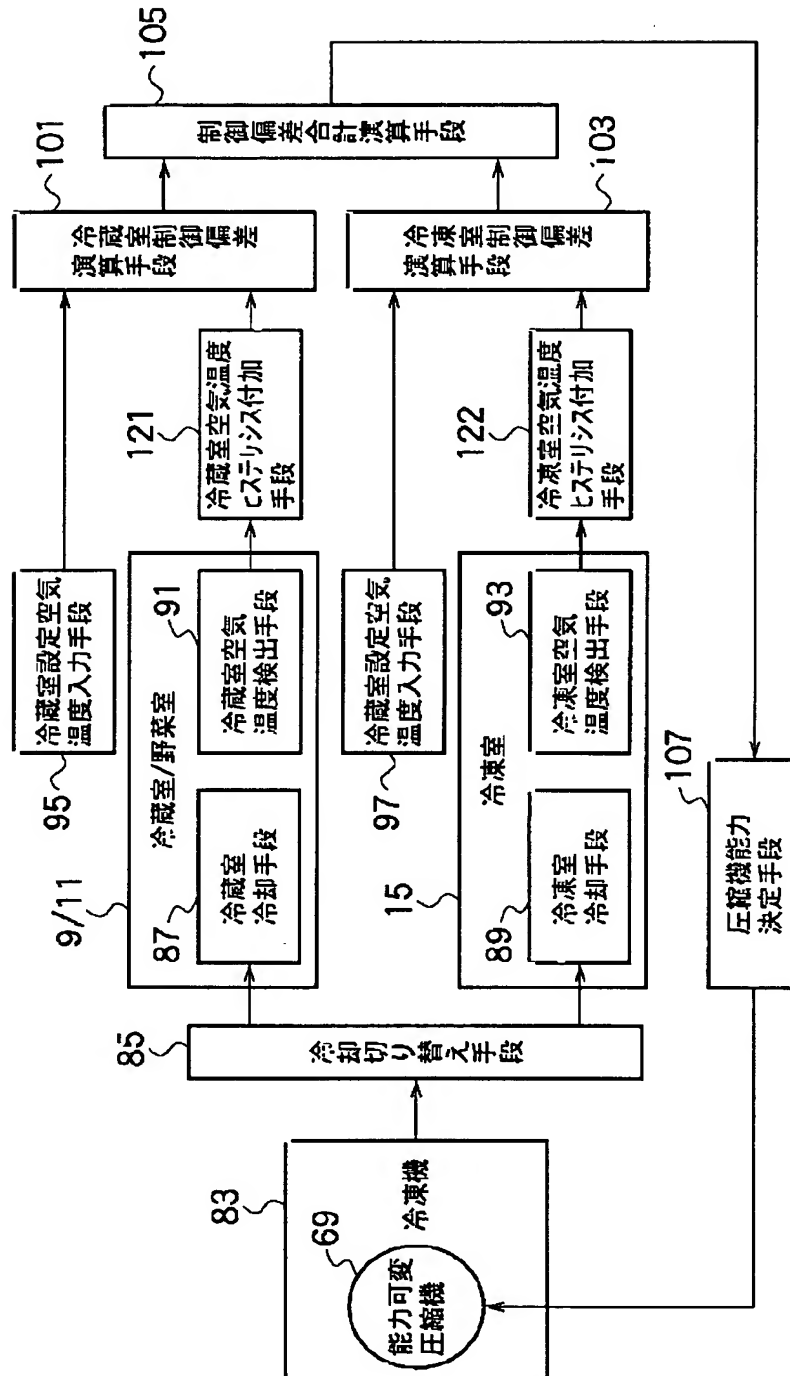 83
69
能力可変
圧縮機
冷凍機
85
冷却切り替え手段
9/11
冷蔵室/野菜室
87
冷蔵室
冷却手段
91
冷蔵室空気
温度検出手段
95
冷蔵室設定空気
温度入力手段
121
冷蔵室空気温度
ヒステリシス付加
手段
101
冷蔵室制御偏差
演算手段
15
冷凍室
89
冷凍室
冷却手段
93
冷凍室空気
温度検出手段
97
冷蔵室設定空気
温度入力手段
122
冷凍室空気温度
ヒステリシス付加
手段
103
冷凍室制御偏差
演算手段
105
制御偏差合計演算手段
107
圧縮機能力
決定手段